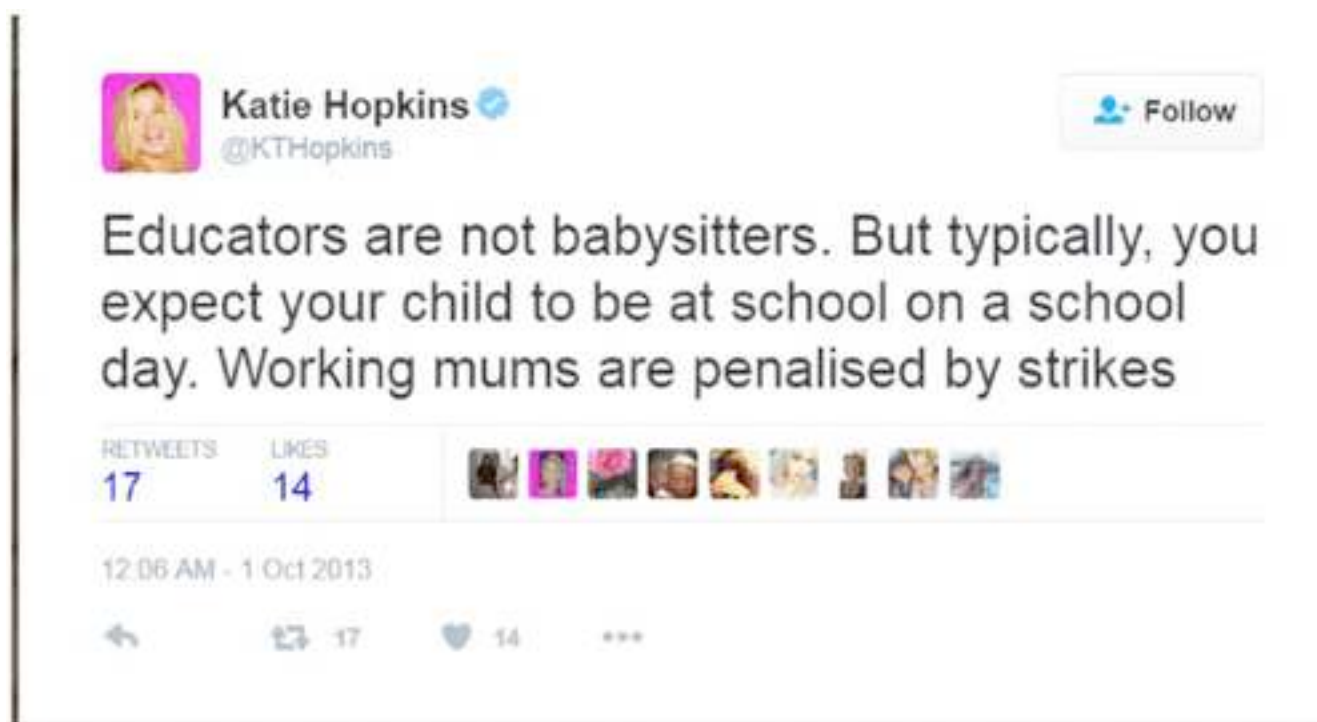 Katie Hopkins
@KTHopkins
Follow
Educators are not babysitters. But typically, you
expect your child to be at school on a school
day. Working mums are penalised by strikes
RETWEETS LIKES
17 14
12:06 AM - 1 Oct 2013
17 14